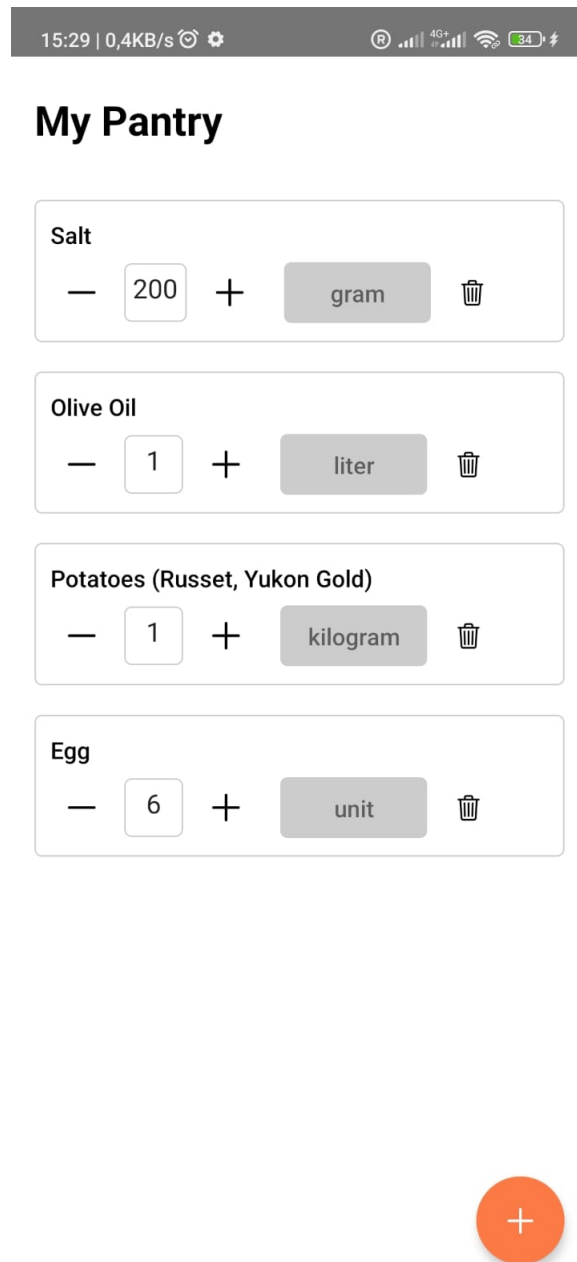 15:29 | 0,4KB/s
R 4G+ 34
My Pantry
Salt
200 gram
Olive Oil
1 liter
Potatoes (Russet, Yukon Gold)
1 kilogram
Egg
6 unit